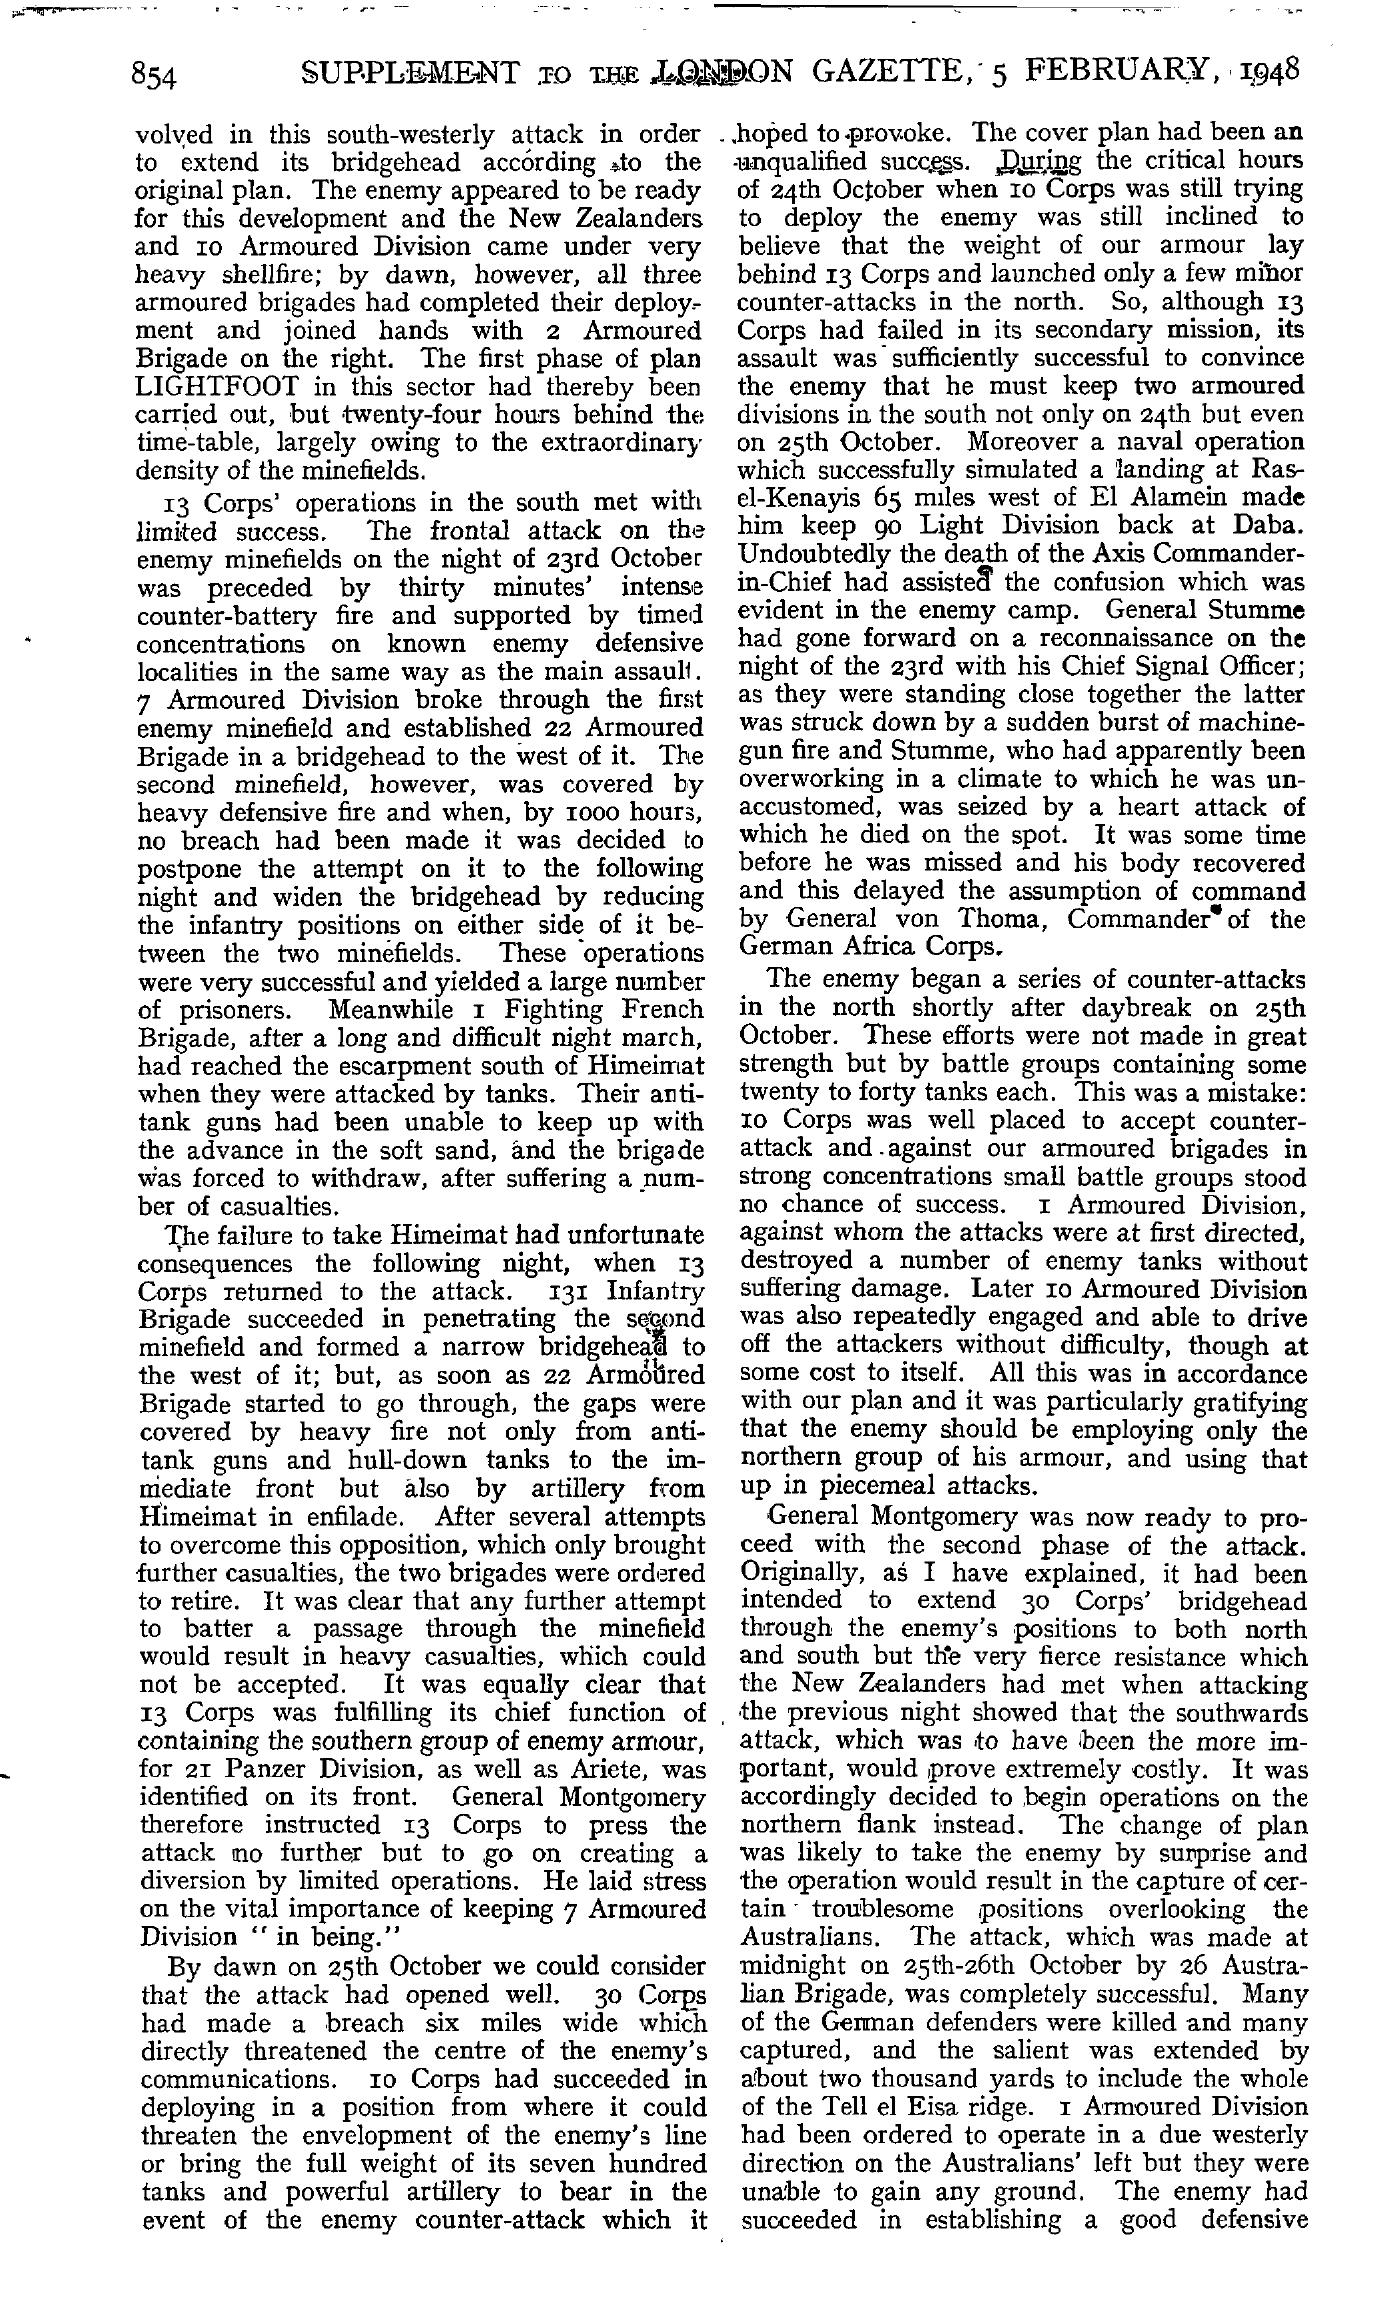 854 SUPPLEMENT TO THE LONDON GAZETTE, 5 FEBRUARY, 1948
volved in this south-westerly attack in order
to extend its bridgehead according to the
original plan. The enemy appeared to be ready
for this development and the New Zealanders
and 10 Armoured Division came under very
heavy shellfire; by dawn, however, all three
armoured brigades had completed their deploy-
ment and joined hands with 2 Armoured
Brigade on the right. The first phase of plan
LIGHTFOOT in this sector had thereby been
carried out, but twenty-four hours behind the
time-table, largely owing to the extraordinary
density of the minefields.
13 Corps' operations in the south met with
limited success. The frontal attack on the
enemy minefields on the night of 23rd October
was preceded by thirty minutes' intense
counter-battery fire and supported by timed
concentrations on known enemy defensive
localities in the same way as the main assault.
7 Armoured Division broke through the first
enemy minefield and established 22 Armoured
Brigade in a bridgehead to the west of it. The
second minefield, however, was covered by
heavy defensive fire and when, by 1000 hours,
no breach had been made it was decided to
postpone the attempt on it to the following
night and widen the bridgehead by reducing
the infantry positions on either side of it be-
tween the two minefields. These operations
were very successful and yielded a large number
of prisoners. Meanwhile 1 Fighting French
Brigade, after a long and difficult night march,
had reached the escarpment south of Himeimat
when they were attacked by tanks. Their anti-
tank guns had been unable to keep up with
the advance in the soft sand, and the brigade
was forced to withdraw, after suffering a num-
ber of casualties.
The failure to take Himeimat had unfortunate
consequences the following night, when 13
Corps returned to the attack. 131 Infantry
Brigade succeeded in penetrating the second
minefield and formed a narrow bridgehead to
the west of it; but, as soon as 22 Armoured
Brigade started to go through, the gaps were
covered by heavy fire not only from anti-
tank guns and hull-down tanks to the im-
mediate front but also by artillery from
Himeimat in enfilade. After several attempts
to overcome this opposition, which only brought
further casualties, the two brigades were ordered
to retire. It was clear that any further attempt
to batter a passage through the minefield
would result in heavy casualties, which could
not be accepted. It was equally clear that
13 Corps was fulfilling its chief function of
containing the southern group of enemy armour,
for 21 Panzer Division, as well as Ariete, was
identified on its front. General Montgomery
therefore instructed 13 Corps to press the
attack no further but to go on creating a
diversion by limited operations. He laid stress
on the vital importance of keeping 7 Armoured
Division " in being."
By dawn on 25th October we could consider
that the attack had opened well. 30 Corps
had made a breach six miles wide which
directly threatened the centre of the enemy's
communications. 10 Corps had succeeded in
deploying in a position from where it could
threaten the envelopment of the enemy's line
or bring the full weight of its seven hundred
tanks and powerful artillery to bear in the
event of the enemy counter-attack which it
hoped to provoke. The cover plan had been an
unqualified success. During the critical hours
of 24th October when 10 Corps was still trying
to deploy the enemy was still inclined to
believe that the weight of our armour lay
behind 13 Corps and launched only a few minor
counter-attacks in the north. So, although 13
Corps had failed in its secondary mission, its
assault was sufficiently successful to convince
the enemy that he must keep two armoured
divisions in the south not only on 24th but even
on 25th October. Moreover a naval operation
which successfully simulated a landing at Ras-
el-Kenayis 65 miles west of El Alamein made
him keep 90 Light Division back at Daba.
Undoubtedly the death of the Axis Commander-
in-Chief had assisted the confusion which was
evident in the enemy camp. General Stumme
had gone forward on a reconnaissance on the
night of the 23rd with his Chief Signal Officer;
as they were standing close together the latter
was struck down by a sudden burst of machine-
gun fire and Stumme, who had apparently been
overworking in a climate to which he was un-
accustomed, was seized by a heart attack of
which he died on the spot. It was some time
before he was missed and his body recovered
and this delayed the assumption of command
by General von Thoma, Commander of the
German Africa Corps.
The enemy began a series of counter-attacks
in the north shortly after daybreak on 25th
October. These efforts were not made in great
strength but by battle groups containing some
twenty to forty tanks each. This was a mistake:
10 Corps was well placed to accept counter-
attack and against our armoured brigades in
strong concentrations small battle groups stood
no chance of success. 1 Armoured Division,
against whom the attacks were at first directed,
destroyed a number of enemy tanks without
suffering damage. Later 10 Armoured Division
was also repeatedly engaged and able to drive
off the attackers without difficulty, though at
some cost to itself. All this was in accordance
with our plan and it was particularly gratifying
that the enemy should be employing only the
northern group of his armour, and using that
up in piecemeal attacks.
General Montgomery was now ready to pro-
ceed with the second phase of the attack.
Originally, as I have explained, it had been
intended to extend 30 Corps' bridgehead
through the enemy's positions to both north
and south but the very fierce resistance which
the New Zealanders had met when attacking
the previous night showed that the southwards
attack, which was to have been the more im-
portant, would prove extremely costly. It was
accordingly decided to begin operations on the
northern flank instead. The change of plan
was likely to take the enemy by surprise and
the operation would result in the capture of cer-
tain troublesome positions overlooking the
Australians. The attack, which was made at
midnight on 25th-26th October by 26 Austra-
lian Brigade, was completely successful. Many
of the German defenders were killed and many
captured, and the salient was extended by
about two thousand yards to include the whole
of the Tell el Eisa ridge. 1 Armoured Division
had been ordered to operate in a due westerly
direction on the Australians' left but they were
unable to gain any ground. The enemy had
succeeded in establishing a good defensive